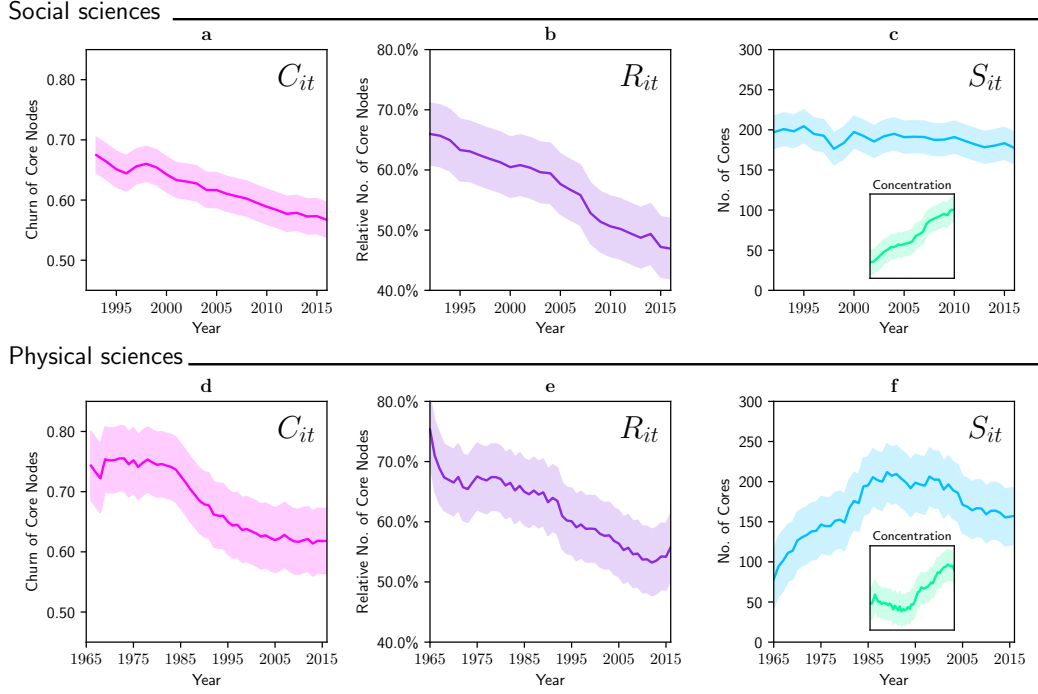 Social sciences
a
C_it
Churn of Core Nodes
0.80
0.70
0.60
0.50
1995 2000 2005 2010 2015
Year
b
R_it
Relative No. of Core Nodes
80.0%
70.0%
60.0%
50.0%
40.0%
1995 2000 2005 2010 2015
Year
c
S_it
No. of Cores
300
250
200
150
100
50
0
Concentration
1995 2000 2005 2010 2015
Year
Physical sciences
d
C_it
Churn of Core Nodes
0.80
0.70
0.60
0.50
1965 1975 1985 1995 2005 2015
Year
e
R_it
Relative No. of Core Nodes
80.0%
70.0%
60.0%
50.0%
40.0%
1965 1975 1985 1995 2005 2015
Year
f
S_it
No. of Cores
300
250
200
150
100
50
0
Concentration
1965 1975 1985 1995 2005 2015
Year